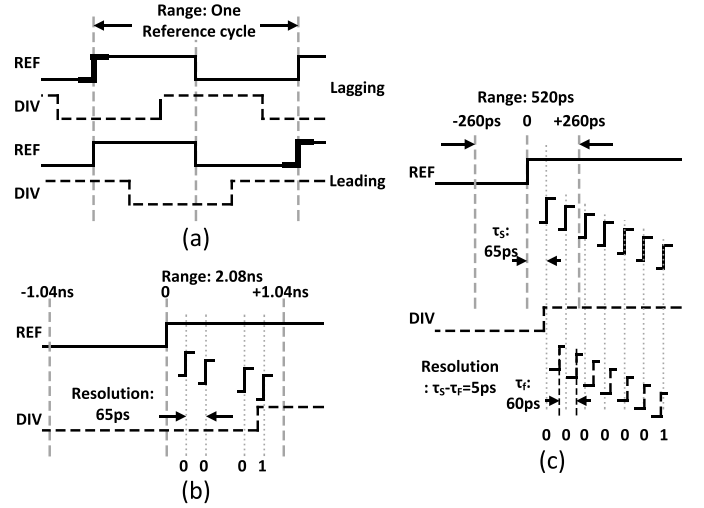 Range: One
Reference cycle
REF
Lagging
DIV
REF
Leading
DIV
(a)
Range: 2.08ns
-1.04ns 0 +1.04ns
REF
Resolution:
65ps
DIV
0 0 0 1
(b)
Range: 520ps
-260ps 0 +260ps
REF
τS:
65ps
DIV
Resolution
: τS-τF=5ps
τf:
60ps
0 0 0 0 0 0 1
(c)